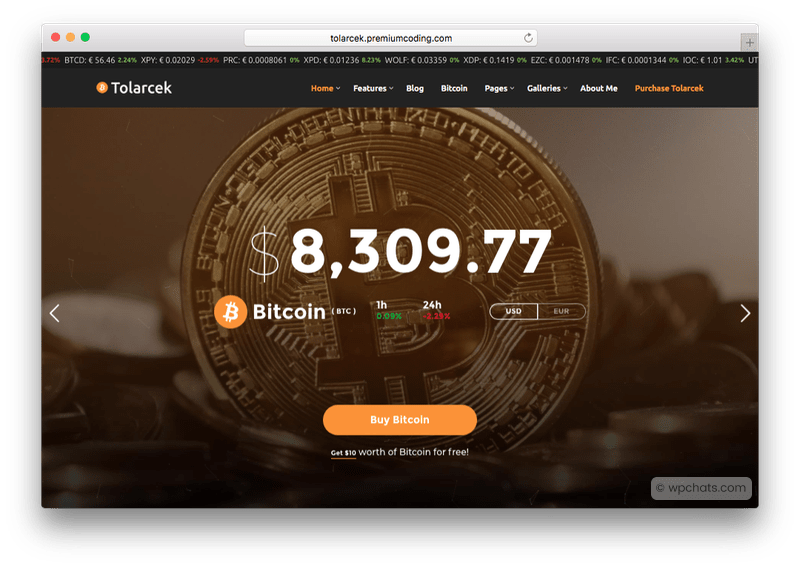 tolarcek.premiumcoding.com
5.72% BTCD: € 56.46 2.24% XPY: € 0.02029 -2.59% PRC: € 0.0008061 0% XPD: € 0.01236 8.23% WOLF: € 0.03359 0% XDP: € 0.1419 0% EZC: € 0.001478 0% IFC: € 0.0001344 0% IOC: € 1.01 3.42% UT
Tolarcek Home Features Blog Bitcoin Pages Galleries About Me Purchase Tolarcek
$ 8,309.77
Bitcoin (BTC) 1h 24h USD EUR
0.09% -2.29%
Buy Bitcoin
Get $10 worth of Bitcoin for free!
© wpchats.com